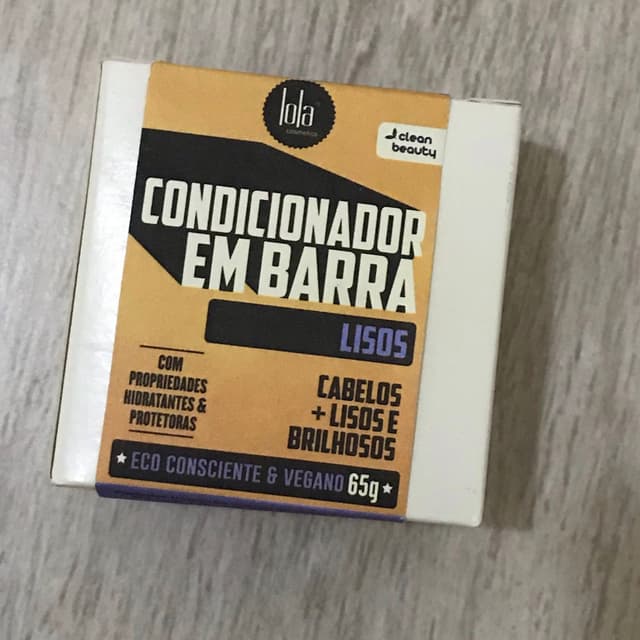 lola
cosmetics
clean
beauty
CONDICIONADOR
EM BARRA
LISOS
COM
PROPRIEDADES
HIDRATANTES &
PROTETORAS
CABELOS
+ LISOS E
BRILHOSOS
ECO CONSCIENTE & VEGANO 65g